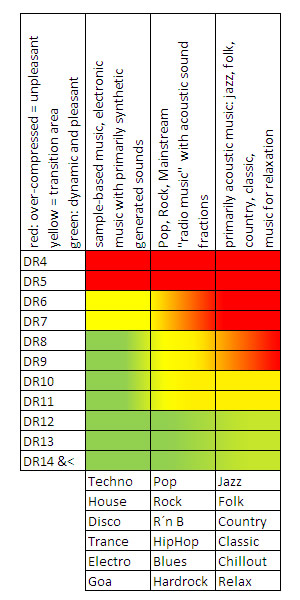 red: over-compressed = unpleasant
yellow = transition area
green: dynamic and pleasant
sample-based music, electronic
music with primarily synthetic
generated sounds
Pop, Rock, Mainstream
"radio music" with acoustic sound
fractions
primarily acoustic music: jazz, folk,
country, classic,
music for relaxation
DR4
DR5
DR6
DR7
DR8
DR9
DR10
DR11
DR12
DR13
DR14 &<
Techno Pop Jazz
House Rock Folk
Disco R´n B Country
Trance HipHop Classic
Electro Blues Chillout
Goa Hardrock Relax